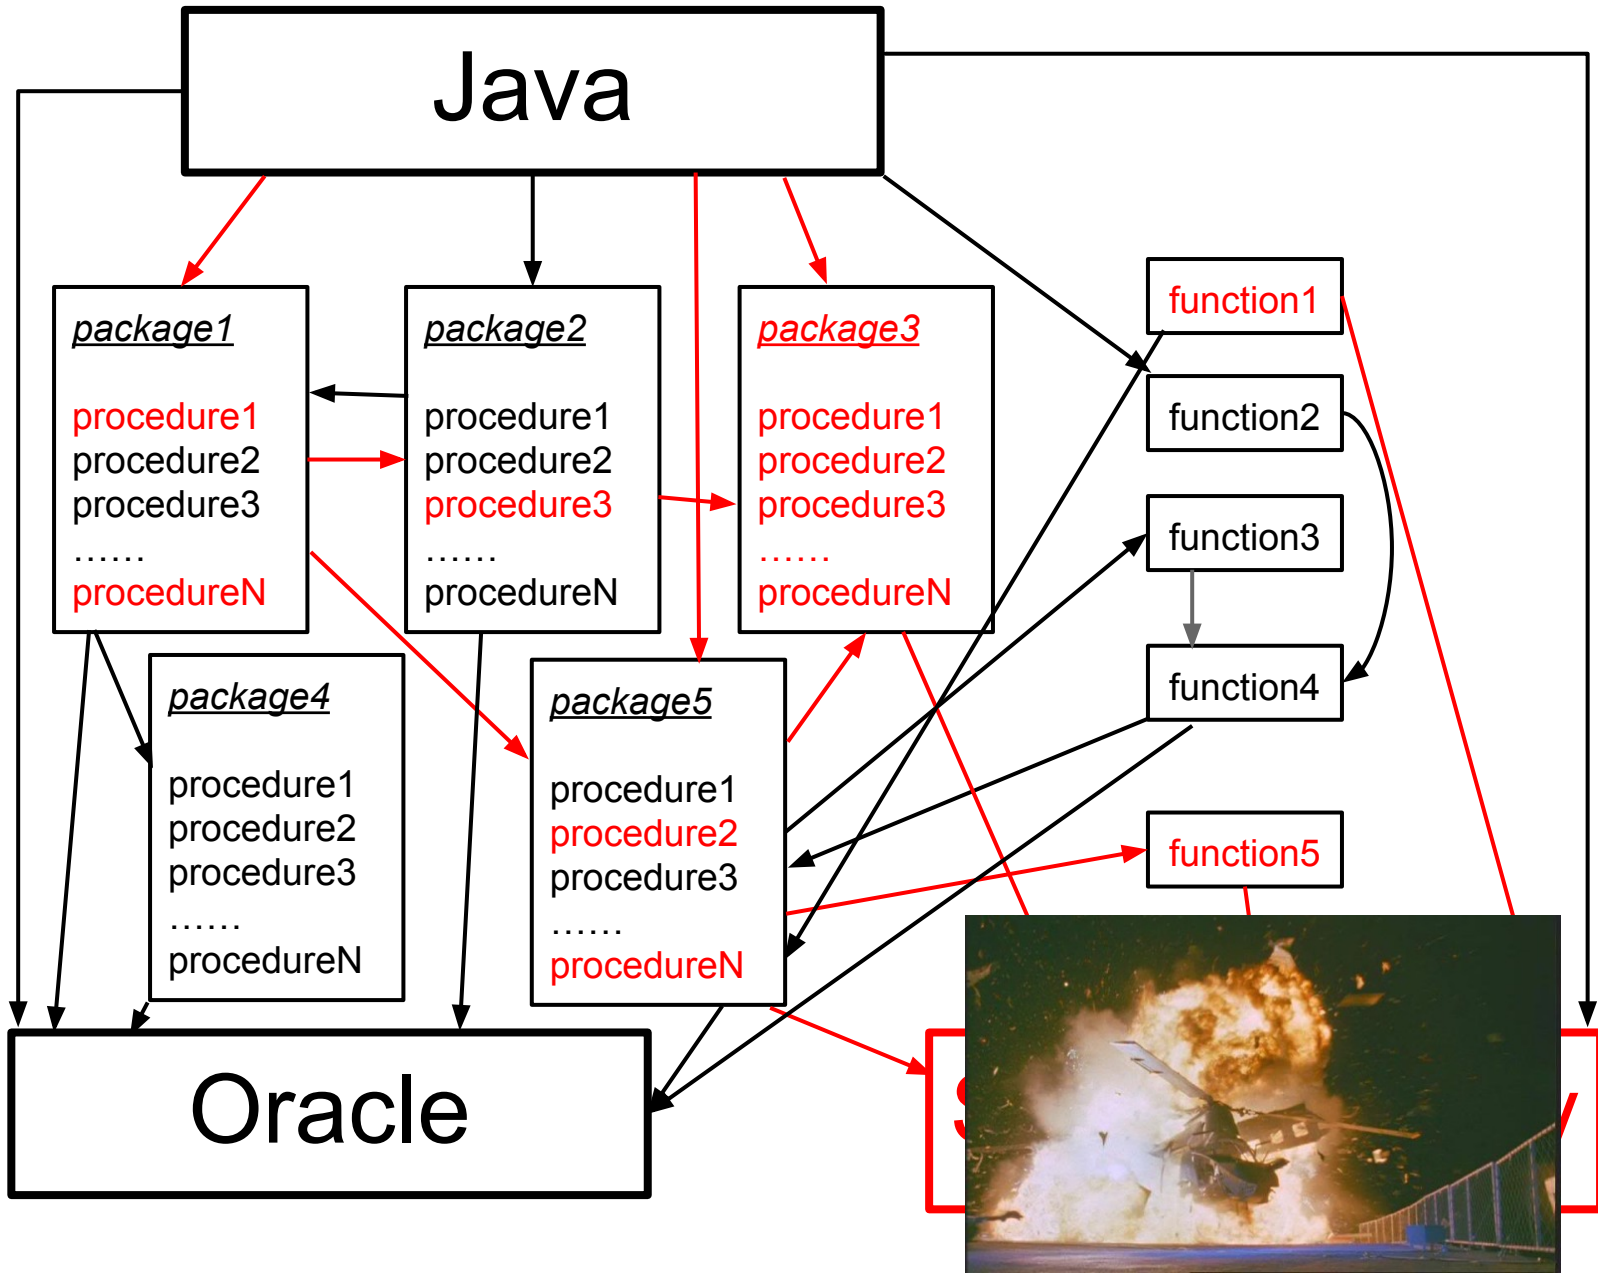 Java
package1
procedure1
procedure2
procedure3
......
procedureN
package2
procedure1
procedure2
procedure3
......
procedureN
package3
procedure1
procedure2
procedure3
......
procedureN
function1
function2
function3
function4
function5
package4
procedure1
procedure2
procedure3
......
procedureN
package5
procedure1
procedure2
procedure3
......
procedureN
Oracle